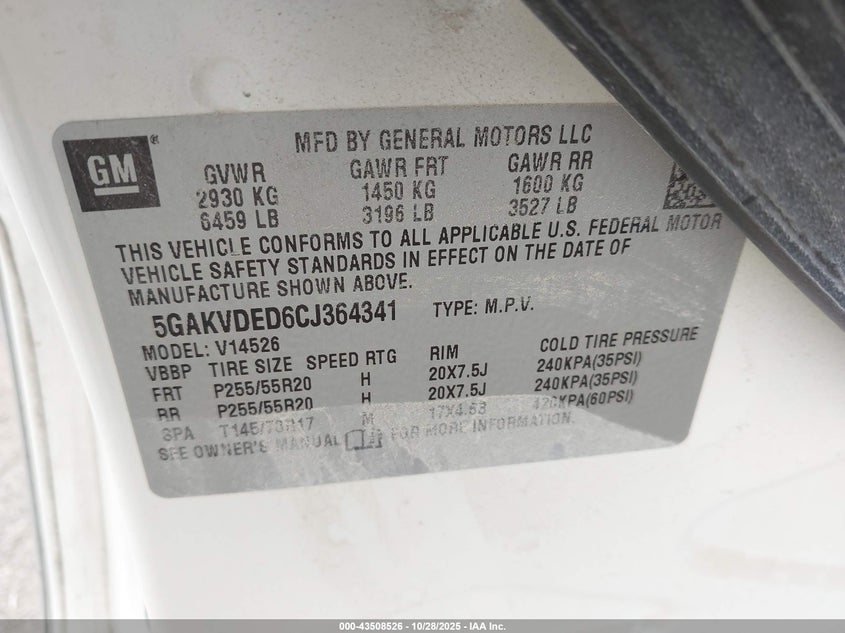 GM
MFD BY GENERAL MOTORS LLC
GVWR GAWR FRT GAWR RR
2930 KG 1450 KG 1600 KG
6459 LB 3196 LB 3527 LB
THIS VEHICLE CONFORMS TO ALL APPLICABLE U.S. FEDERAL MOTOR
VEHICLE SAFETY STANDARDS IN EFFECT ON THE DATE OF
MANUFACTURE SHOWN ABOVE.
5GAKVDED6CJ364341 TYPE: M.P.V.
MODEL: V14526
VBBP TIRE SIZE SPEED RTG RIM COLD TIRE PRESSURE
FRT P255/55R20 H 20X7.5J 240KPA(35PSI)
RR P255/55R20 H 20X7.5J 240KPA(35PSI)
SPA T145/70R17 M 17X4.5B 420KPA(60PSI)
SEE OWNER'S MANUAL FOR MORE INFORMATION.
000-43508526 | 10/28/2025 | IAA Inc.